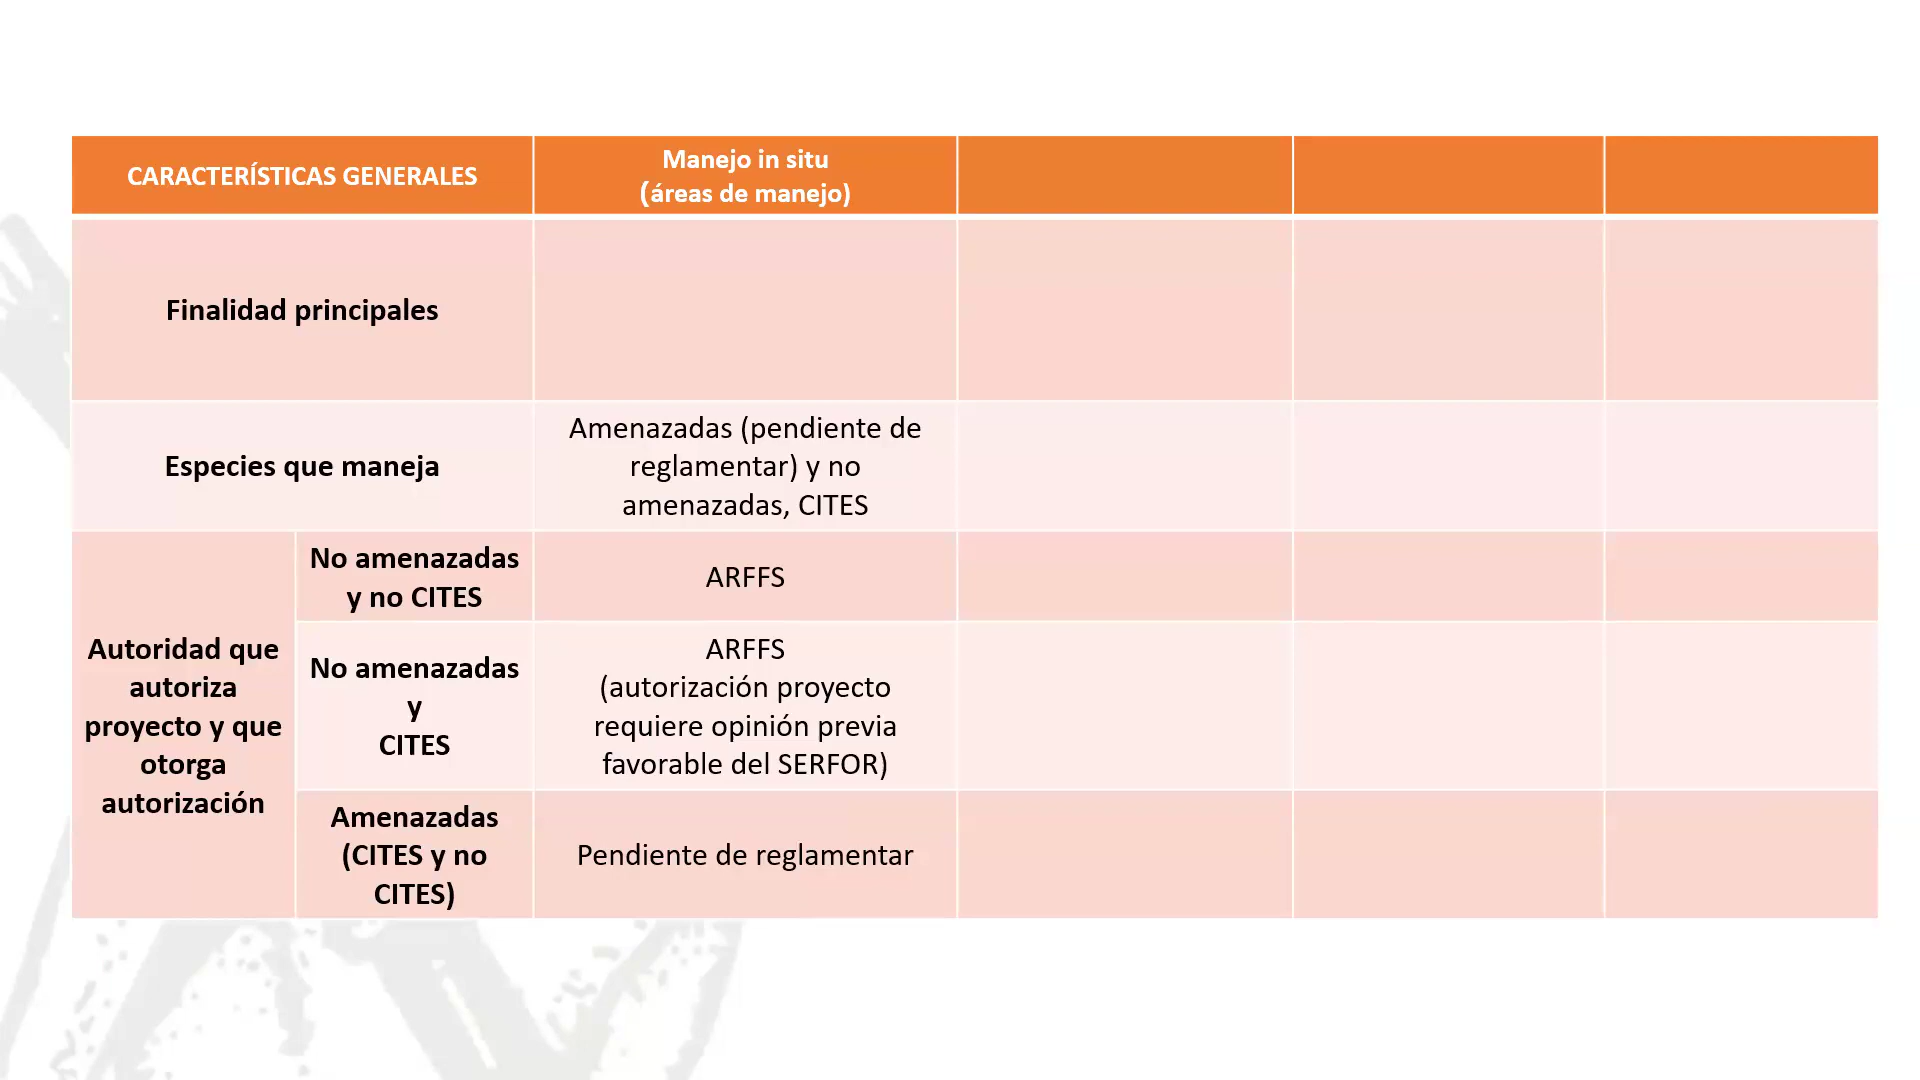 CARACTERÍSTICAS GENERALES
Manejo in situ
(áreas de manejo)
Finalidad principales
Especies que maneja
Amenazadas (pendiente de
reglamentar) y no
amenazadas, CITES
Autoridad que
autoriza
proyecto y que
otorga
autorización
No amenazadas
y no CITES
ARFFS
No amenazadas
y
CITES
ARFFS
(autorización proyecto
requiere opinión previa
favorable del SERFOR)
Amenazadas
(CITES y no
CITES)
Pendiente de reglamentar